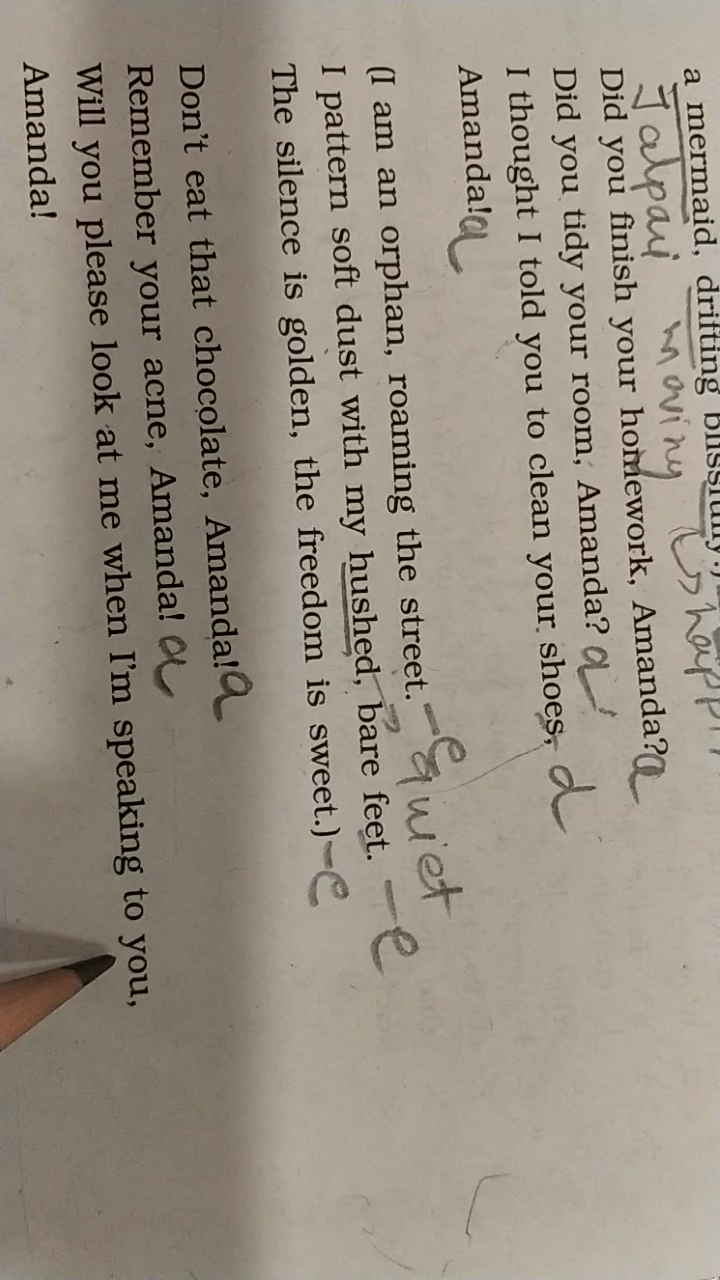 a mermaid, drifting blissfully.)
Jalpari moving → happily
Did you finish your homework, Amanda? a
Did you tidy your room, Amanda? a
I thought I told you to clean your shoes, d
Amanda! a
(I am an orphan, roaming the street. – e
→ Quiet
I pattern soft dust with my hushed, bare feet. – e
The silence is golden, the freedom is sweet.) – e
Don't eat that chocolate, Amanda! a
Remember your acne, Amanda! a
Will you please look at me when I'm speaking to you,
Amanda!